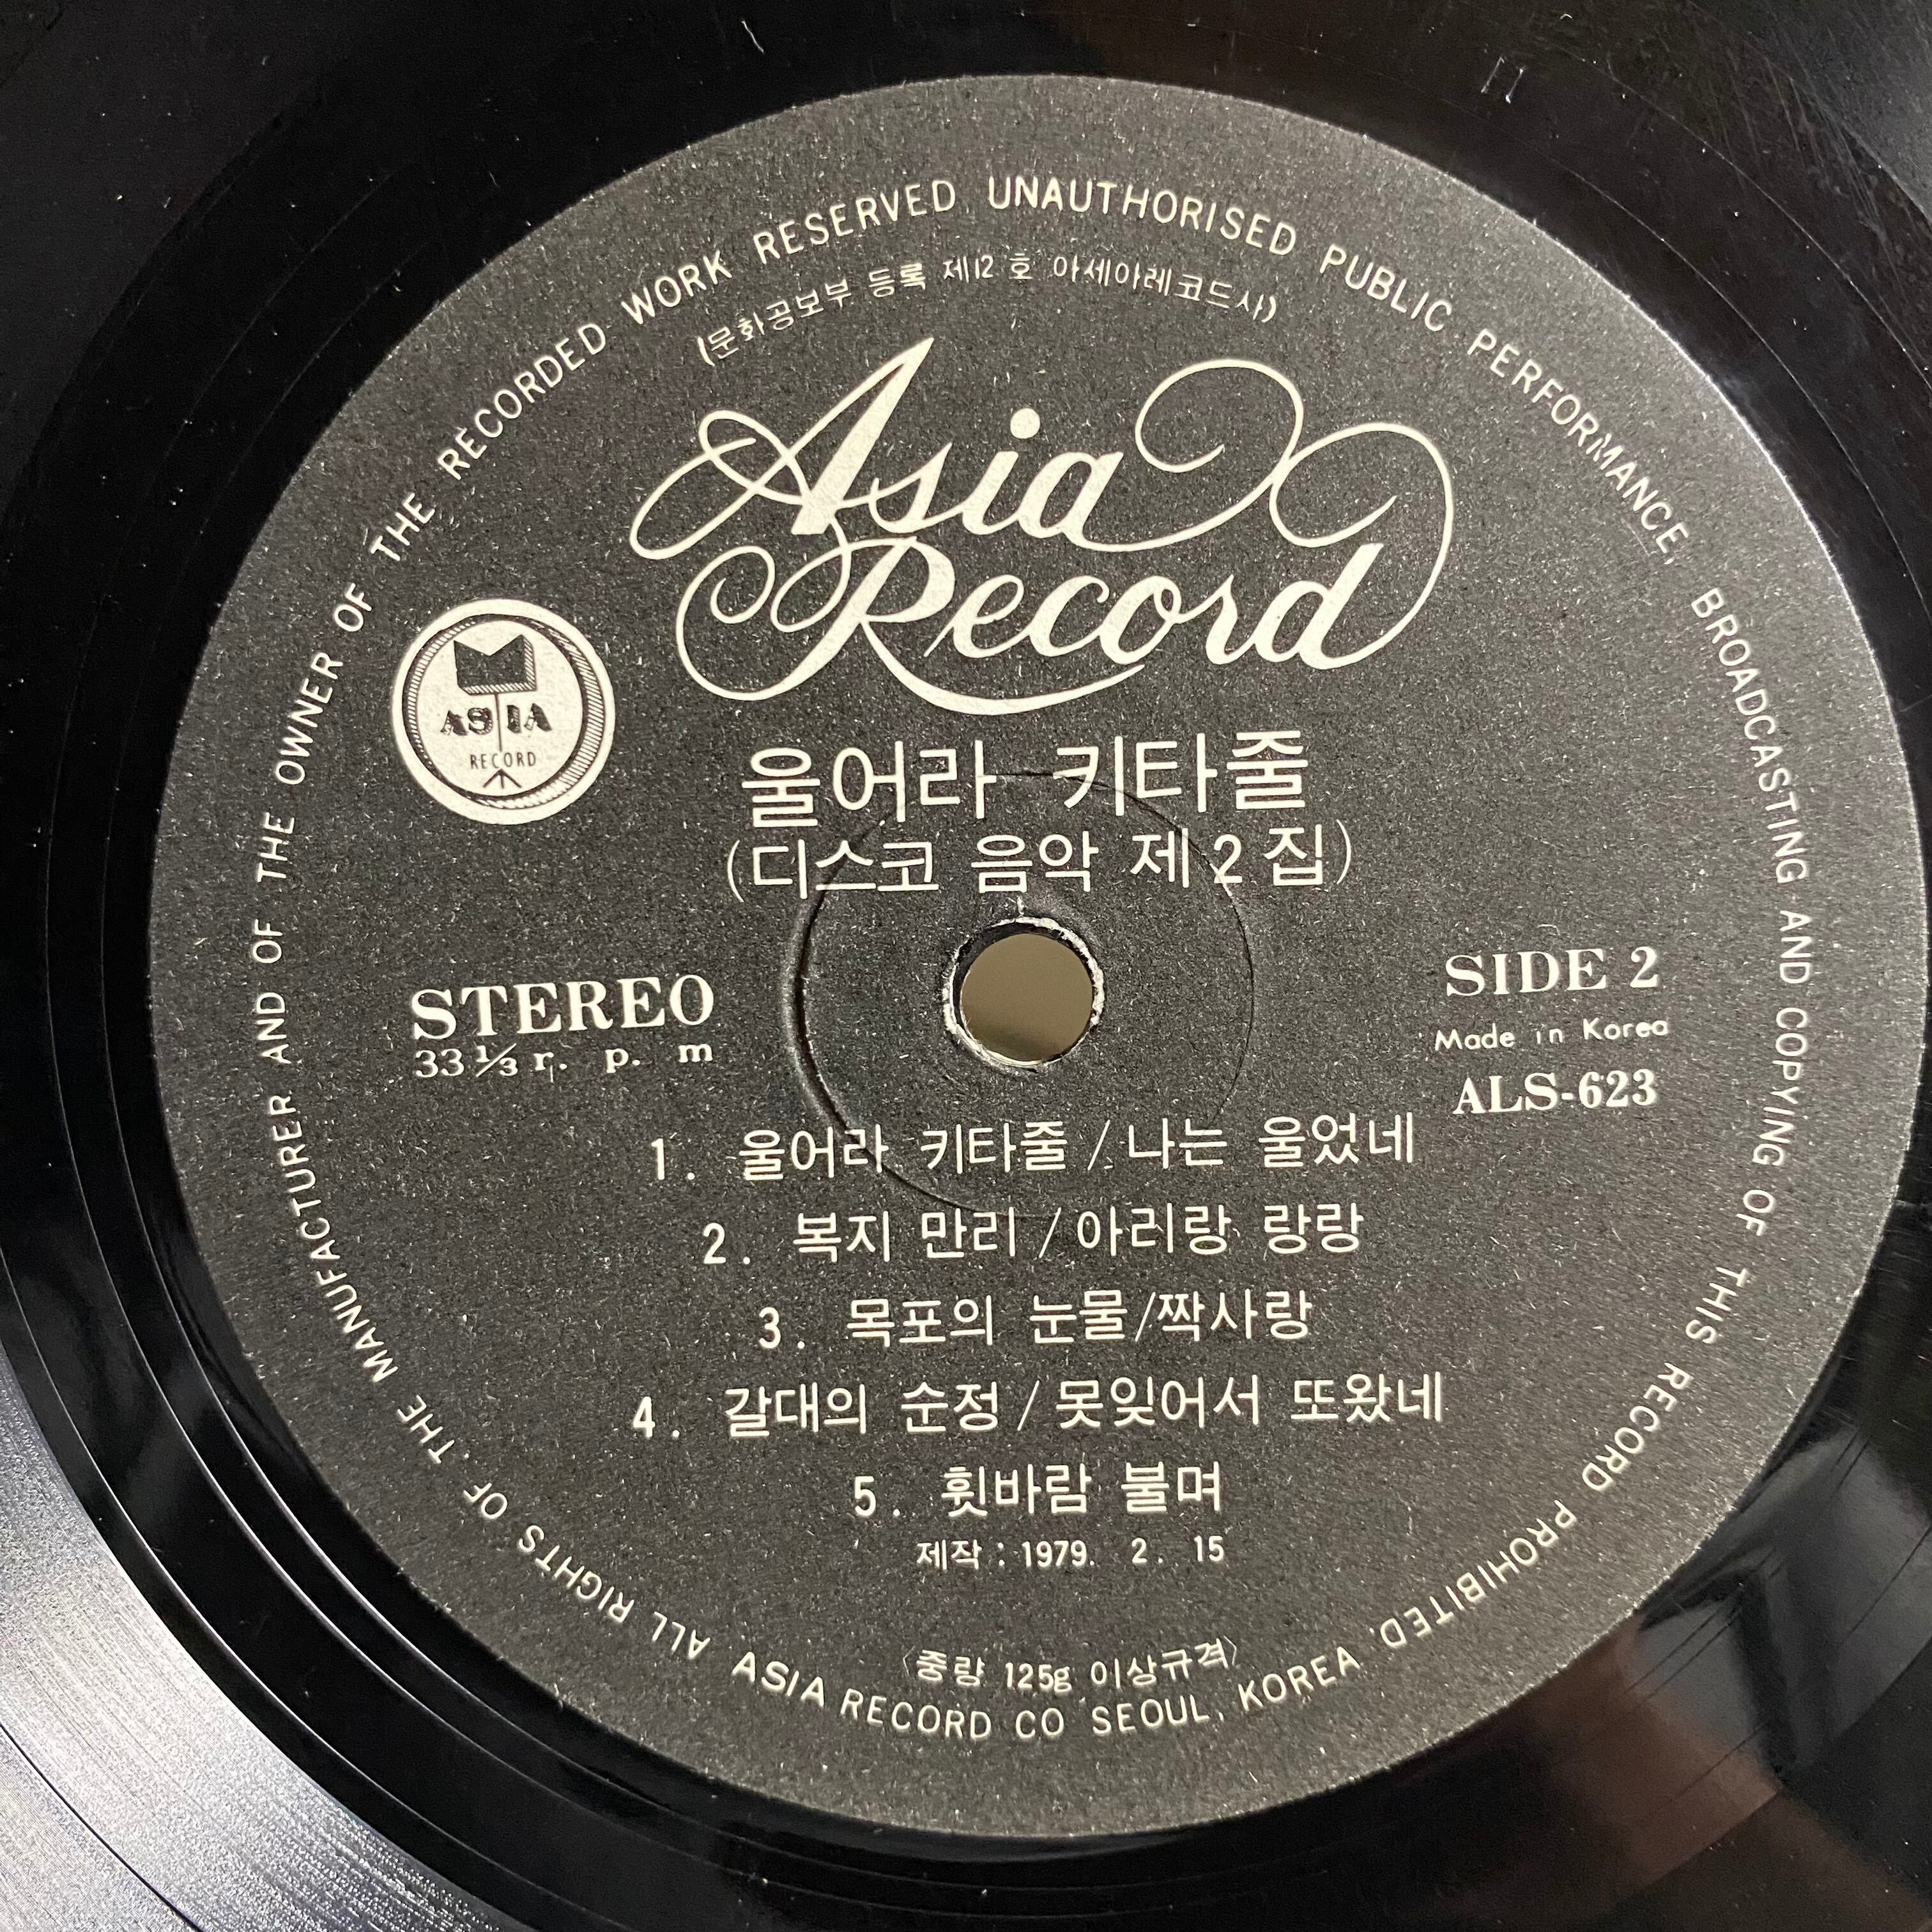 ALL RIGHTS OF THE MANUFACTURER AND OF THE OWNER OF THE RECORDED WORK RESERVED UNAUTHORISED PUBLIC PERFORMANCE, BROADCASTING AND COPYING OF THIS RECORD PROHIBITED.
(문화공보부 등록 제12호 아세아레코드사)
Asia
Record
ASIA
RECORD
울어라 키타줄
(디스코 음악 제2집)
STEREO
33⅓ r. p. m
SIDE 2
Made in Korea
ALS-623
1. 울어라 키타줄 / 나는 울었네
2. 복지 만리 / 아리랑 랑랑
3. 목포의 눈물/짝사랑
4. 갈대의 순정 / 못잊어서 또왔네
5. 휫바람 불며
제작 : 1979. 2. 15
〈중량 125g 이상규격〉
ASIA RECORD CO SEOUL, KOREA